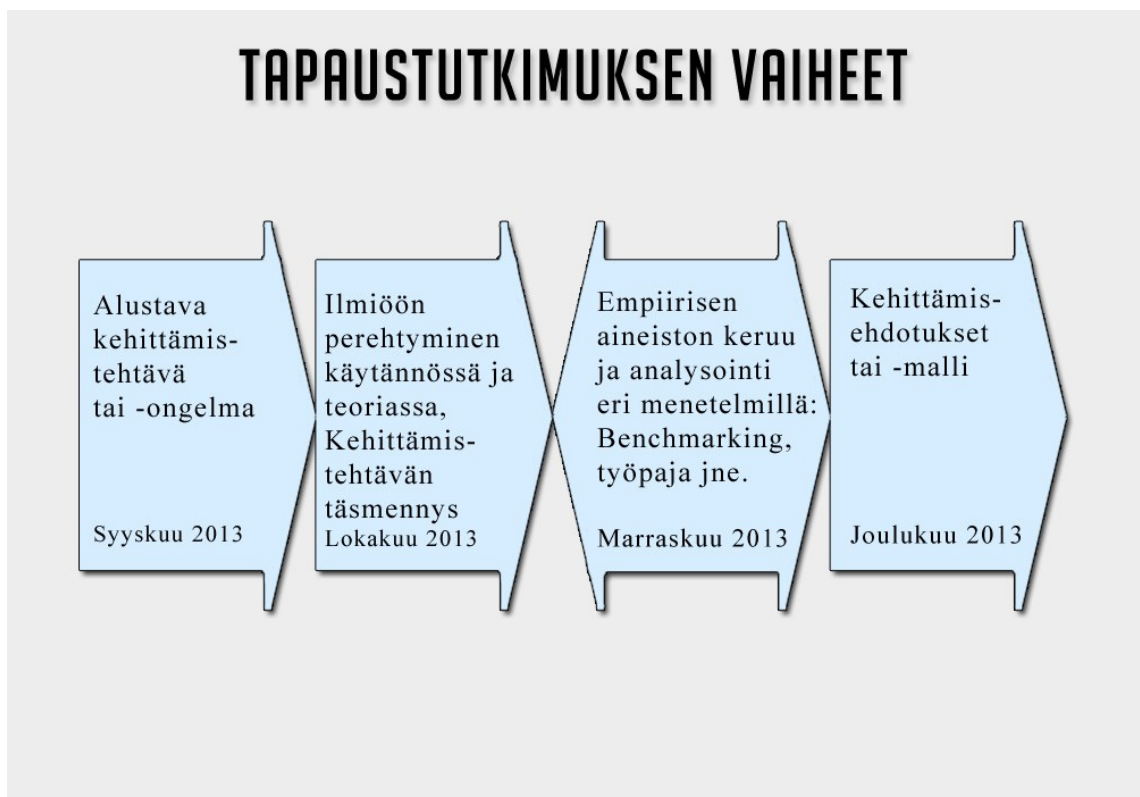 TAPAUSTUTKIMUKSEN VAIHEET
Alustava
kehittämis-
tehtävä
tai -ongelma
Syyskuu 2013
Ilmiöön
perehtyminen
käytännössä ja
teoriassa,
Kehittämis-
tehtävän
täsmennys
Lokakuu 2013
Empiirisen
aineiston keruu
ja analysointi
eri menetelmillä:
Benchmarking,
työpaja jne.
Marraskuu 2013
Kehittämis-
ehdotukset
tai -malli
Joulukuu 2013